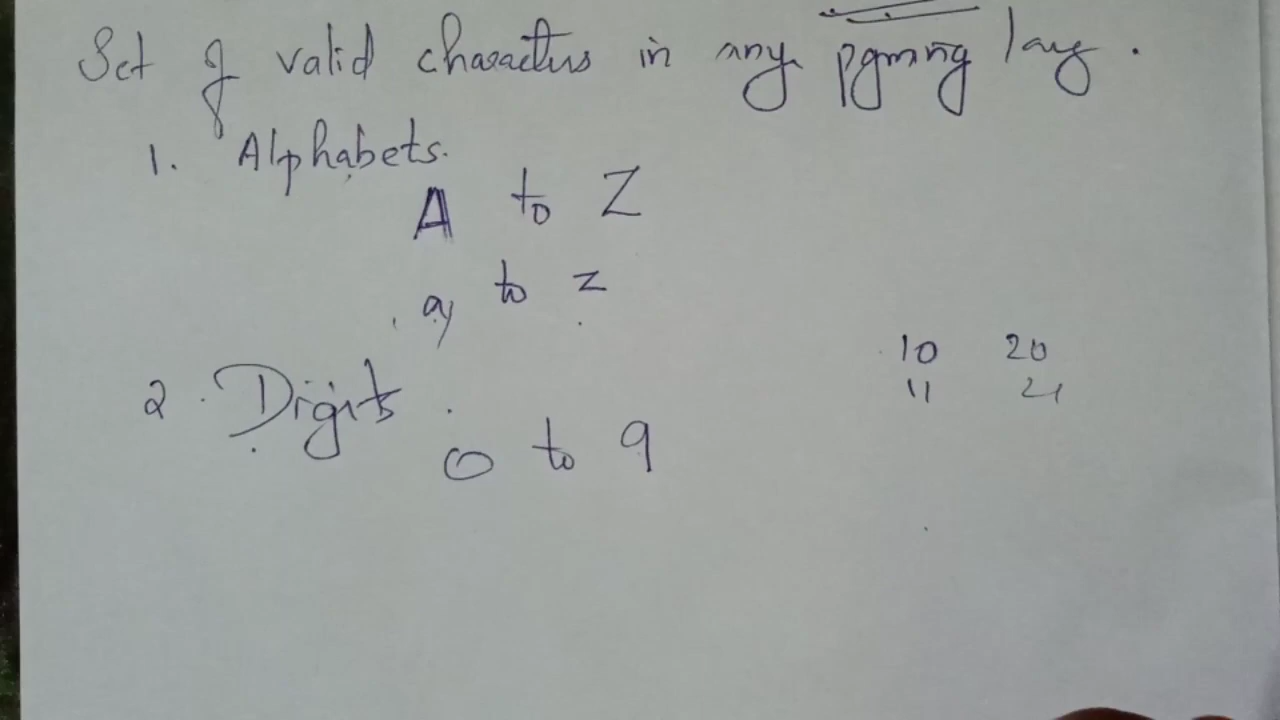 Set of valid characters in any pgmng lang.
1. Alphabets.
A to Z
a to z
2. Digits
0 to 9
10 20
11 21